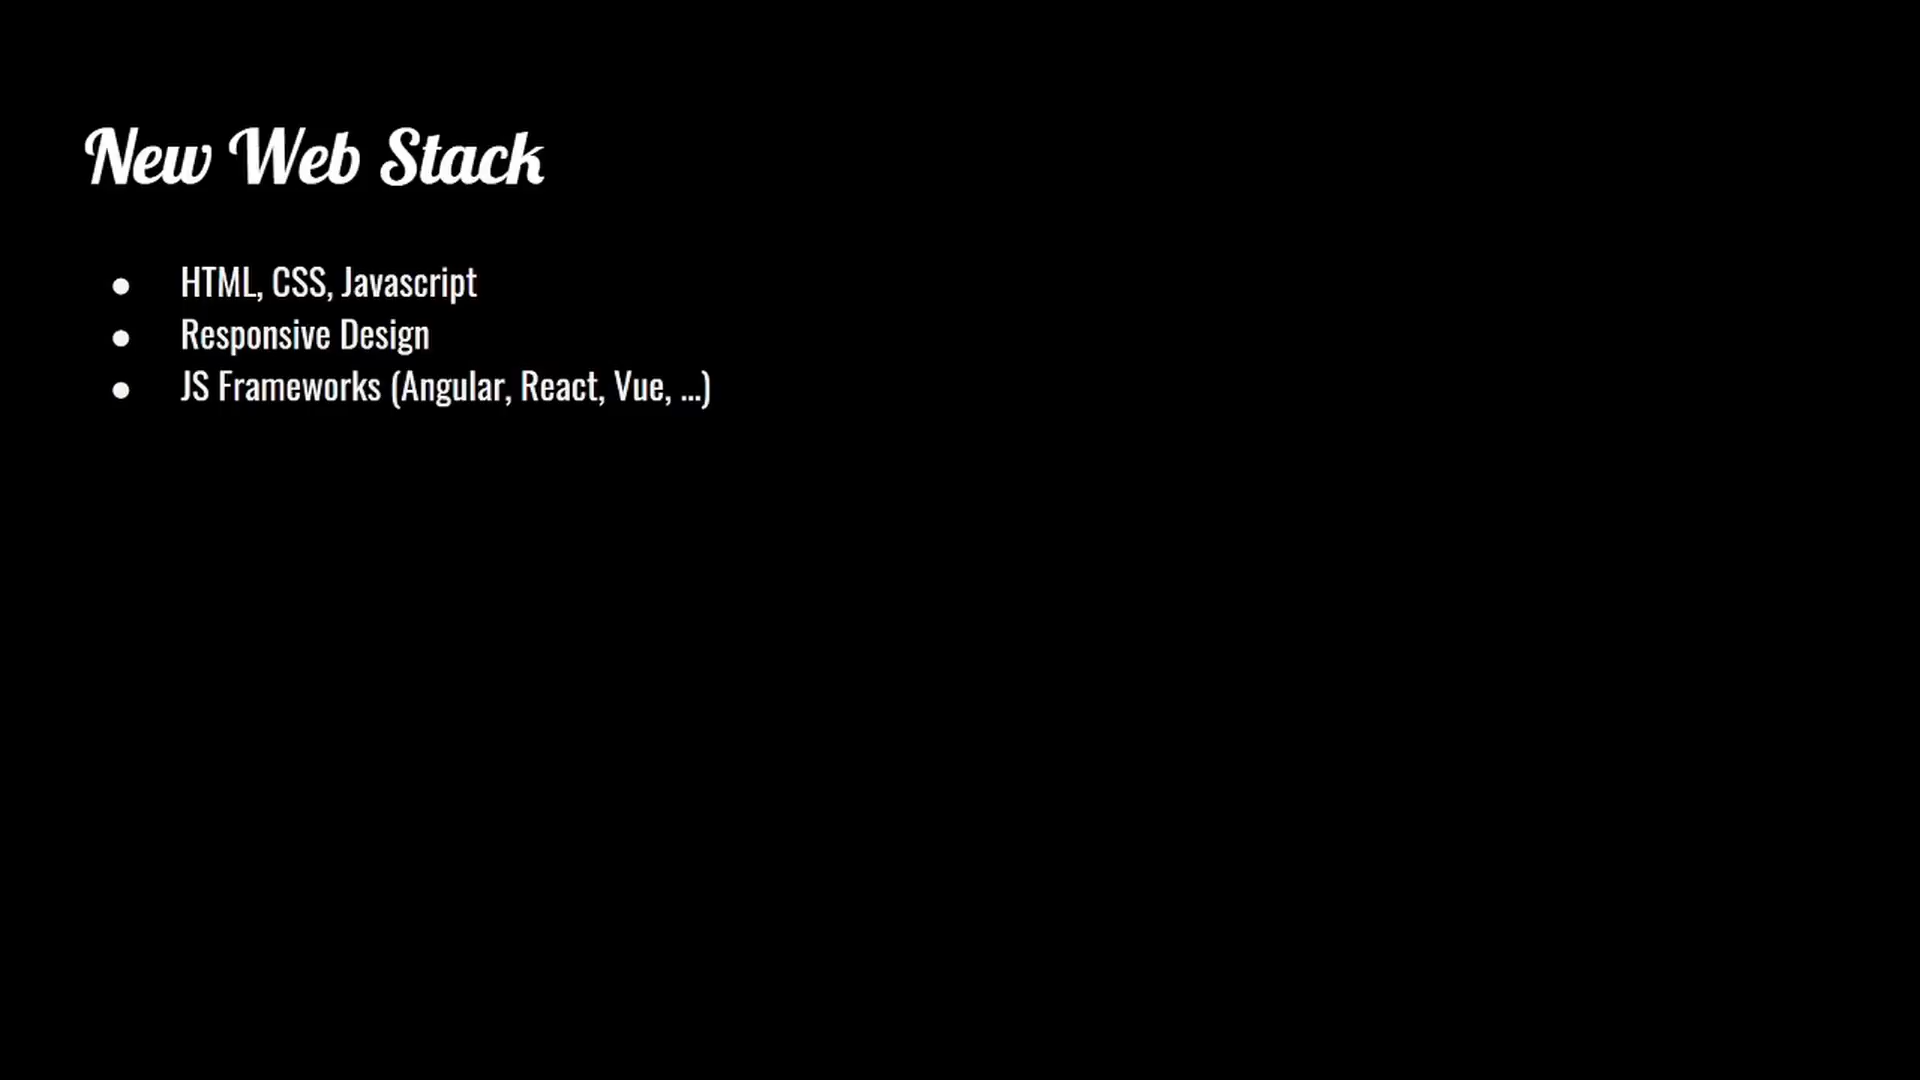 New Web Stack
● HTML, CSS, Javascript
● Responsive Design
● JS Frameworks (Angular, React, Vue, ...)